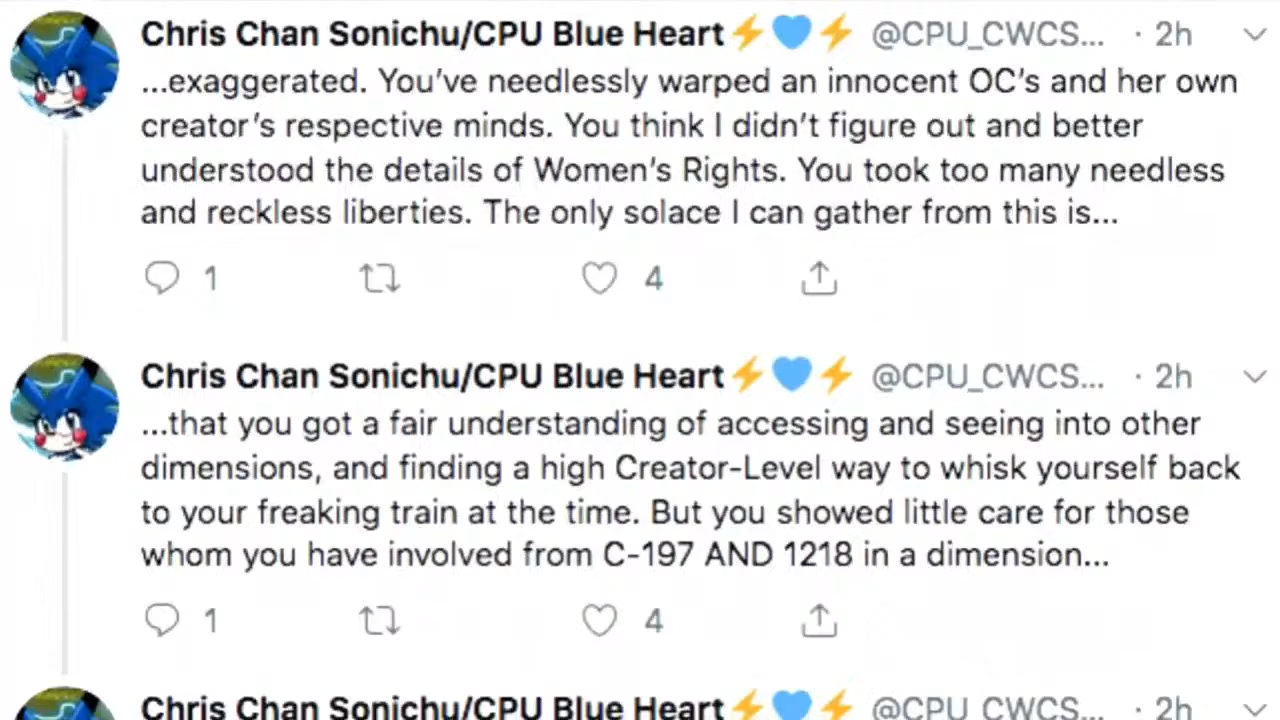 Chris Chan Sonichu/CPU Blue Heart⚡💙⚡ @CPU_CWCS... · 2h
...exaggerated. You've needlessly warped an innocent OC's and her own
creator's respective minds. You think I didn't figure out and better
understood the details of Women's Rights. You took too many needless
and reckless liberties. The only solace I can gather from this is...
1 4
Chris Chan Sonichu/CPU Blue Heart⚡💙⚡ @CPU_CWCS... · 2h
...that you got a fair understanding of accessing and seeing into other
dimensions, and finding a high Creator-Level way to whisk yourself back
to your freaking train at the time. But you showed little care for those
whom you have involved from C-197 AND 1218 in a dimension...
1 4
Chris Chan Sonichu/CPU Blue Heart⚡💙⚡ @CPU_CWCS... · 2h